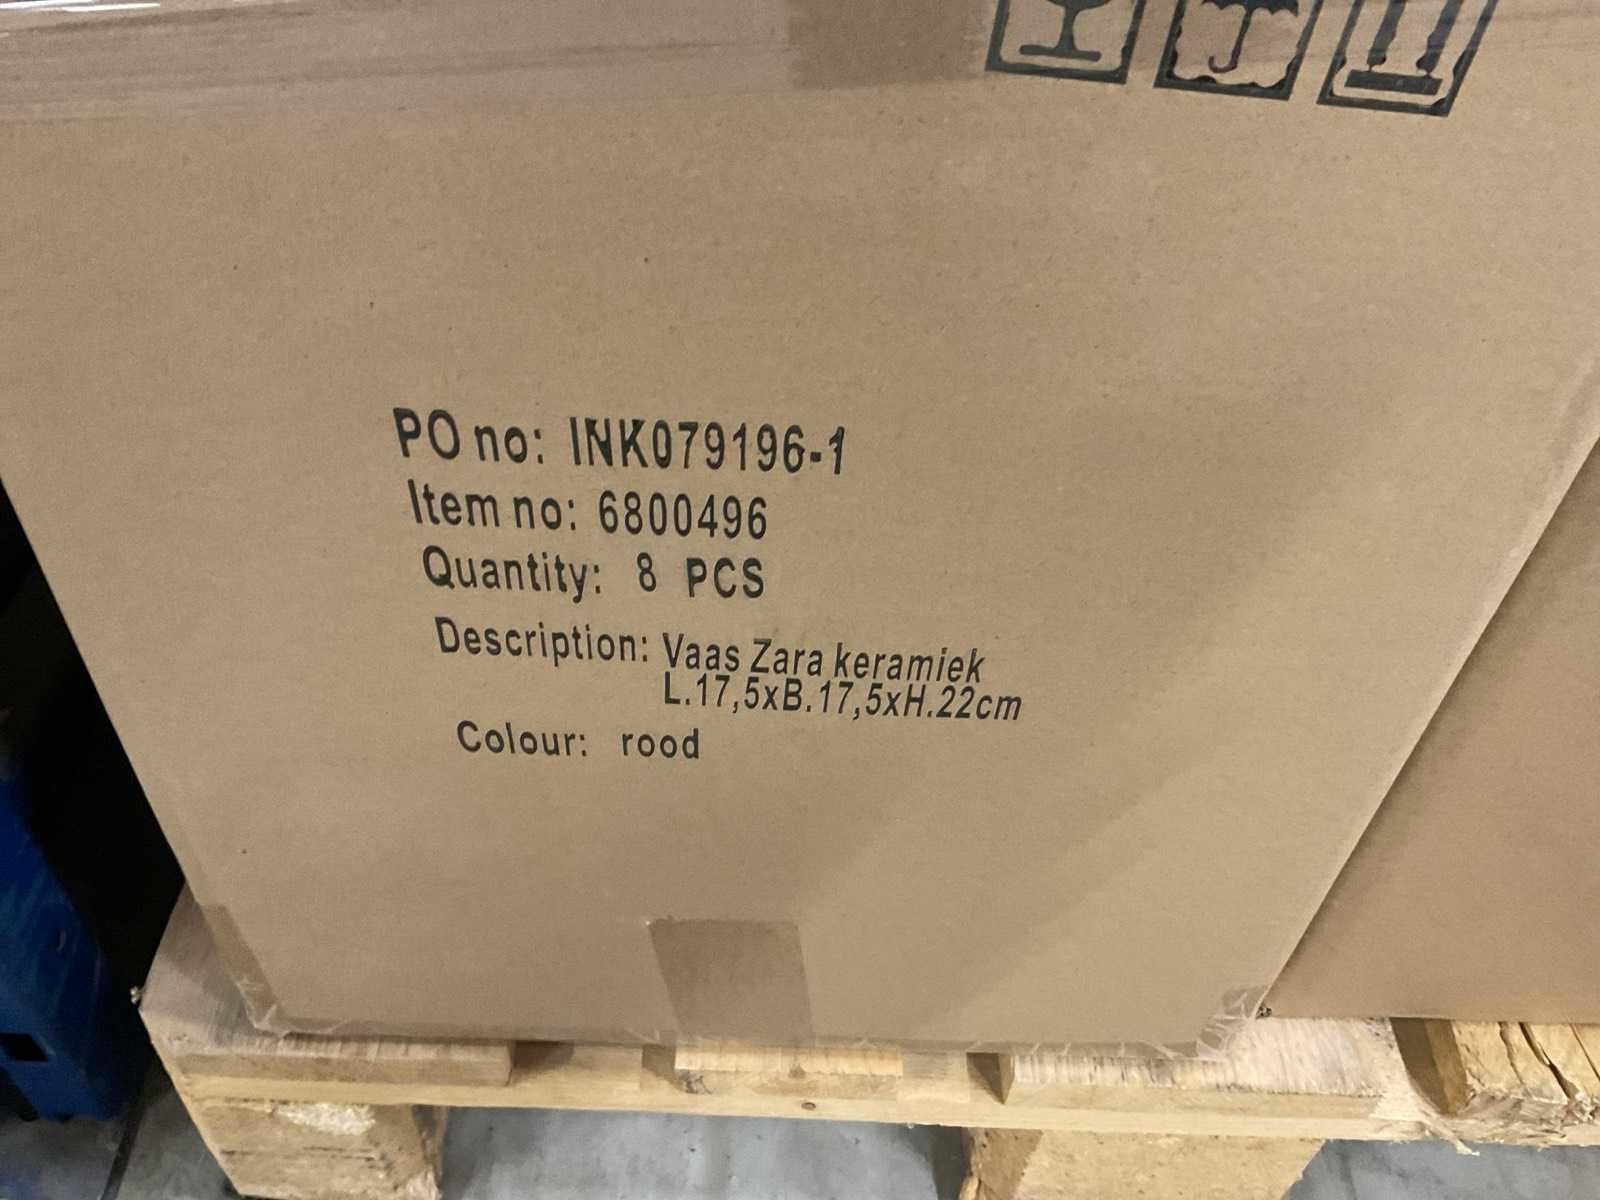 PO no: INK079196-1
Item no: 6800496
Quantity: 8 PCS
Description: Vaas Zara keramiek
L.17,5xB.17,5xH.22cm
Colour: rood